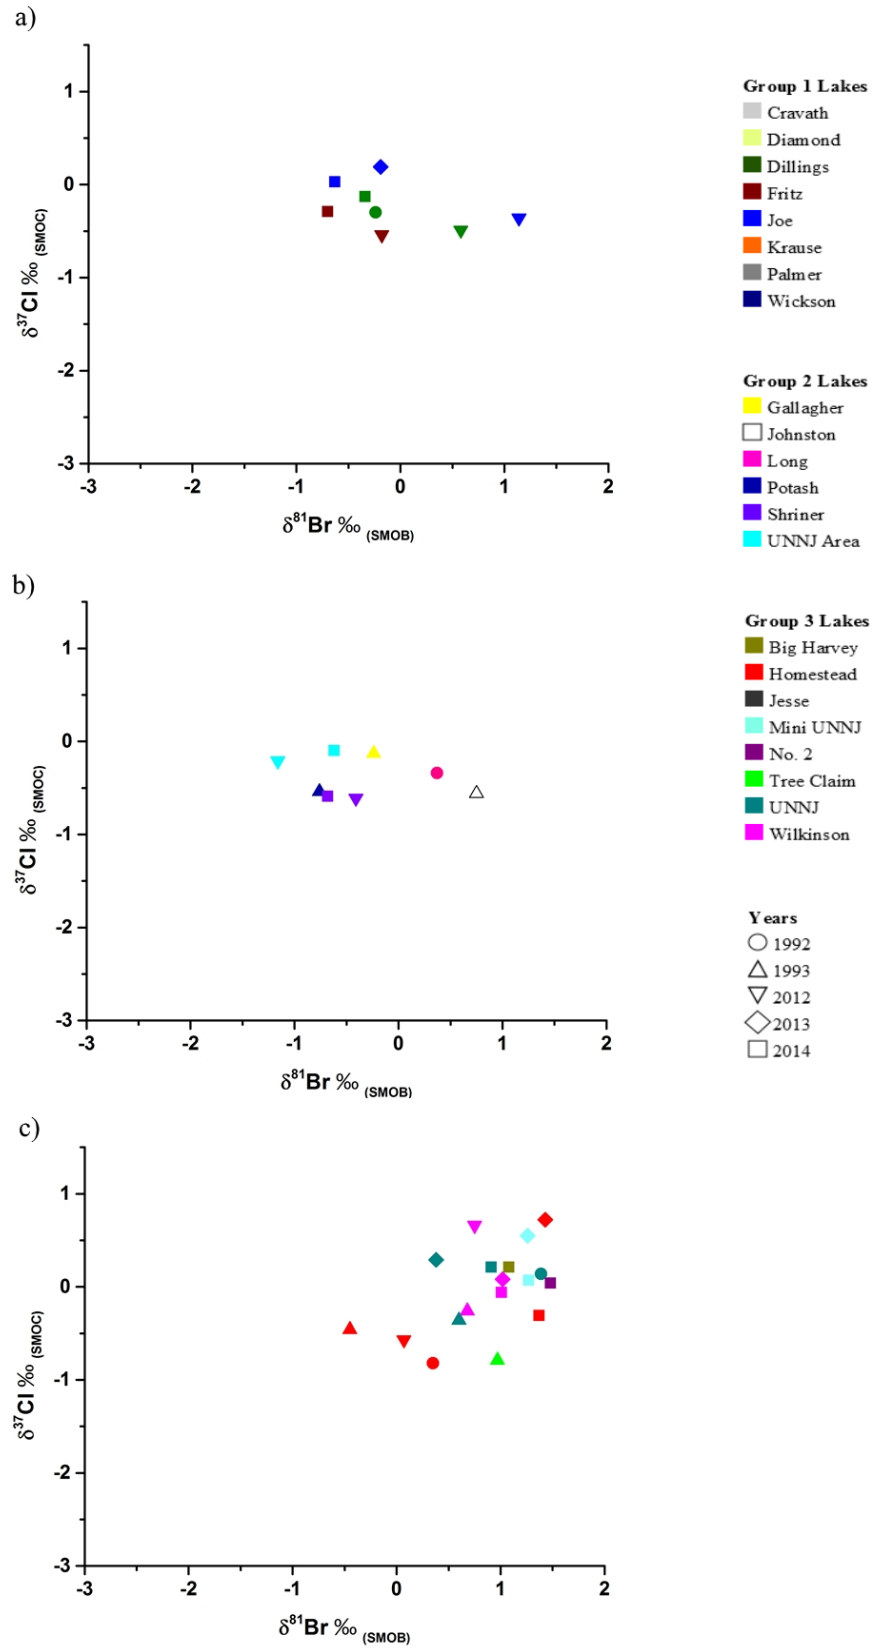 a)
1
0
-1
-2
-3
-3 -2 -1 0 1 2
δ37Cl ‰ (SMOC)
δ81Br ‰ (SMOB)
Group 1 Lakes
Cravath
Diamond
Dillings
Fritz
Joe
Krause
Palmer
Wickson
Group 2 Lakes
Gallagher
Johnston
Long
Potash
Shriner
UNNJ Area
b)
1
0
-1
-2
-3
-3 -2 -1 0 1 2
δ37Cl ‰ (SMOC)
δ81Br ‰ (SMOB)
Group 3 Lakes
Big Harvey
Homestead
Jesse
Mini UNNJ
No. 2
Tree Claim
UNNJ
Wilkinson
Years
1992
1993
2012
2013
2014
c)
1
0
-1
-2
-3
-3 -2 -1 0 1 2
δ37Cl ‰ (SMOC)
δ81Br ‰ (SMOB)